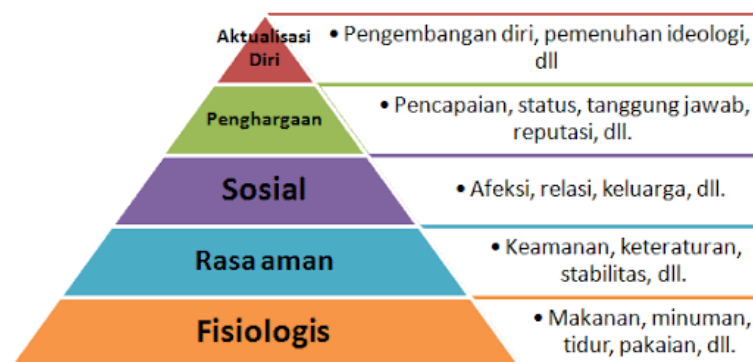 Aktualisasi
Diri
• Pengembangan diri, pemenuhan ideologi,
dll
Penghargaan
• Pencapaian, status, tanggung jawab,
reputasi, dll.
Sosial
• Afeksi, relasi, keluarga, dll.
Rasa aman
• Keamanan, keteraturan,
stabilitas, dll.
Fisiologis
• Makanan, minuman,
tidur, pakaian, dll.